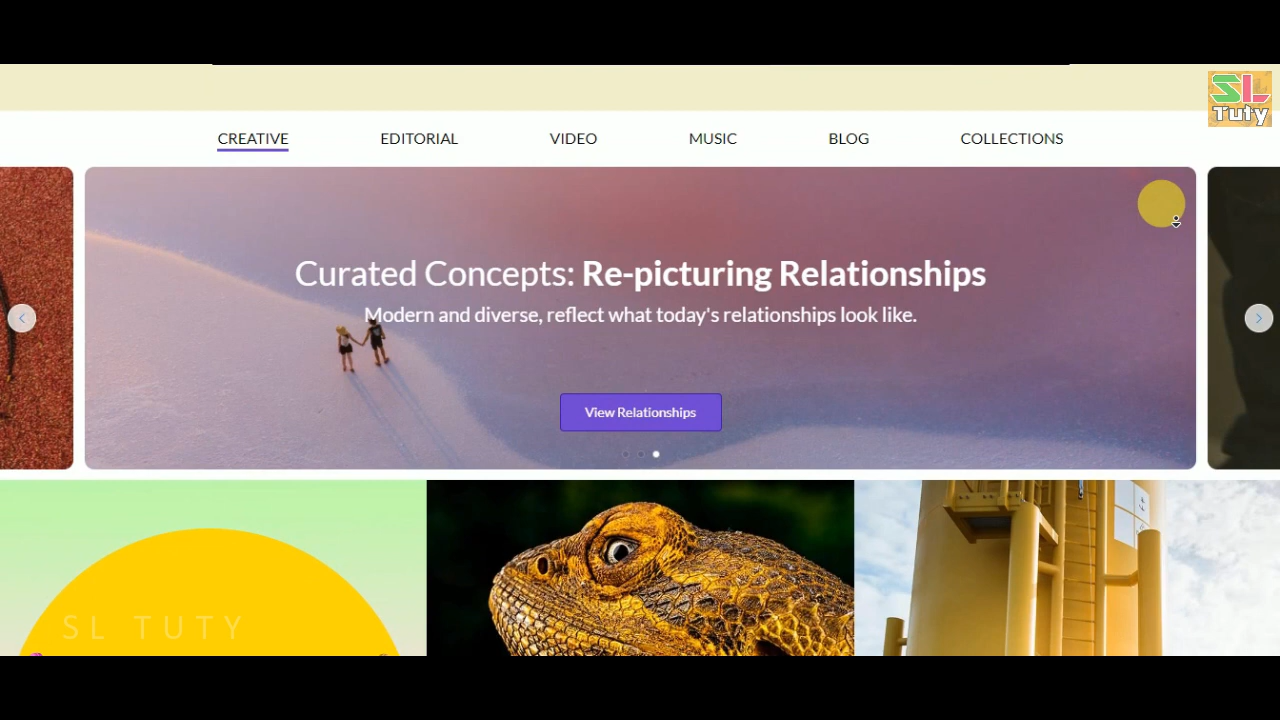 SL
Tuty
CREATIVE EDITORIAL VIDEO MUSIC BLOG COLLECTIONS
Curated Concepts: Re-picturing Relationships
Modern and diverse, reflect what today's relationships look like.
View Relationships
SL TUTY